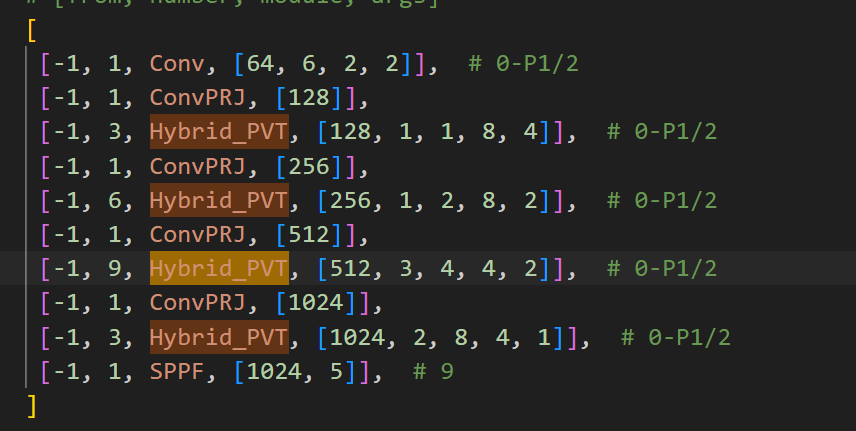 # [from, number, module, args]
[
[-1, 1, Conv, [64, 6, 2, 2]], # 0-P1/2
[-1, 1, ConvPRJ, [128]],
[-1, 3, Hybrid_PVT, [128, 1, 1, 8, 4]], # 0-P1/2
[-1, 1, ConvPRJ, [256]],
[-1, 6, Hybrid_PVT, [256, 1, 2, 8, 2]], # 0-P1/2
[-1, 1, ConvPRJ, [512]],
[-1, 9, Hybrid_PVT, [512, 3, 4, 4, 2]], # 0-P1/2
[-1, 1, ConvPRJ, [1024]],
[-1, 3, Hybrid_PVT, [1024, 2, 8, 4, 1]], # 0-P1/2
[-1, 1, SPPF, [1024, 5]], # 9
]